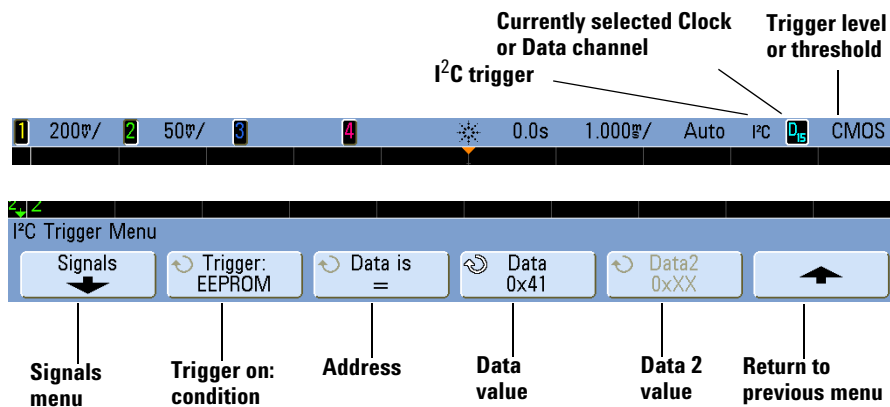 Currently selected Clock
or Data channel
Trigger level
or threshold
I²C trigger
1 200mV/ 2 50mV/ 3 4 0.0s 1.000ms/ Auto I²C D15 CMOS
2 2
I²C Trigger Menu
Signals
Trigger:
EEPROM
Data is
=
Data
0x41
Data2
0xXX
Signals
menu
Trigger on:
condition
Address
Data
value
Data 2
value
Return to
previous menu